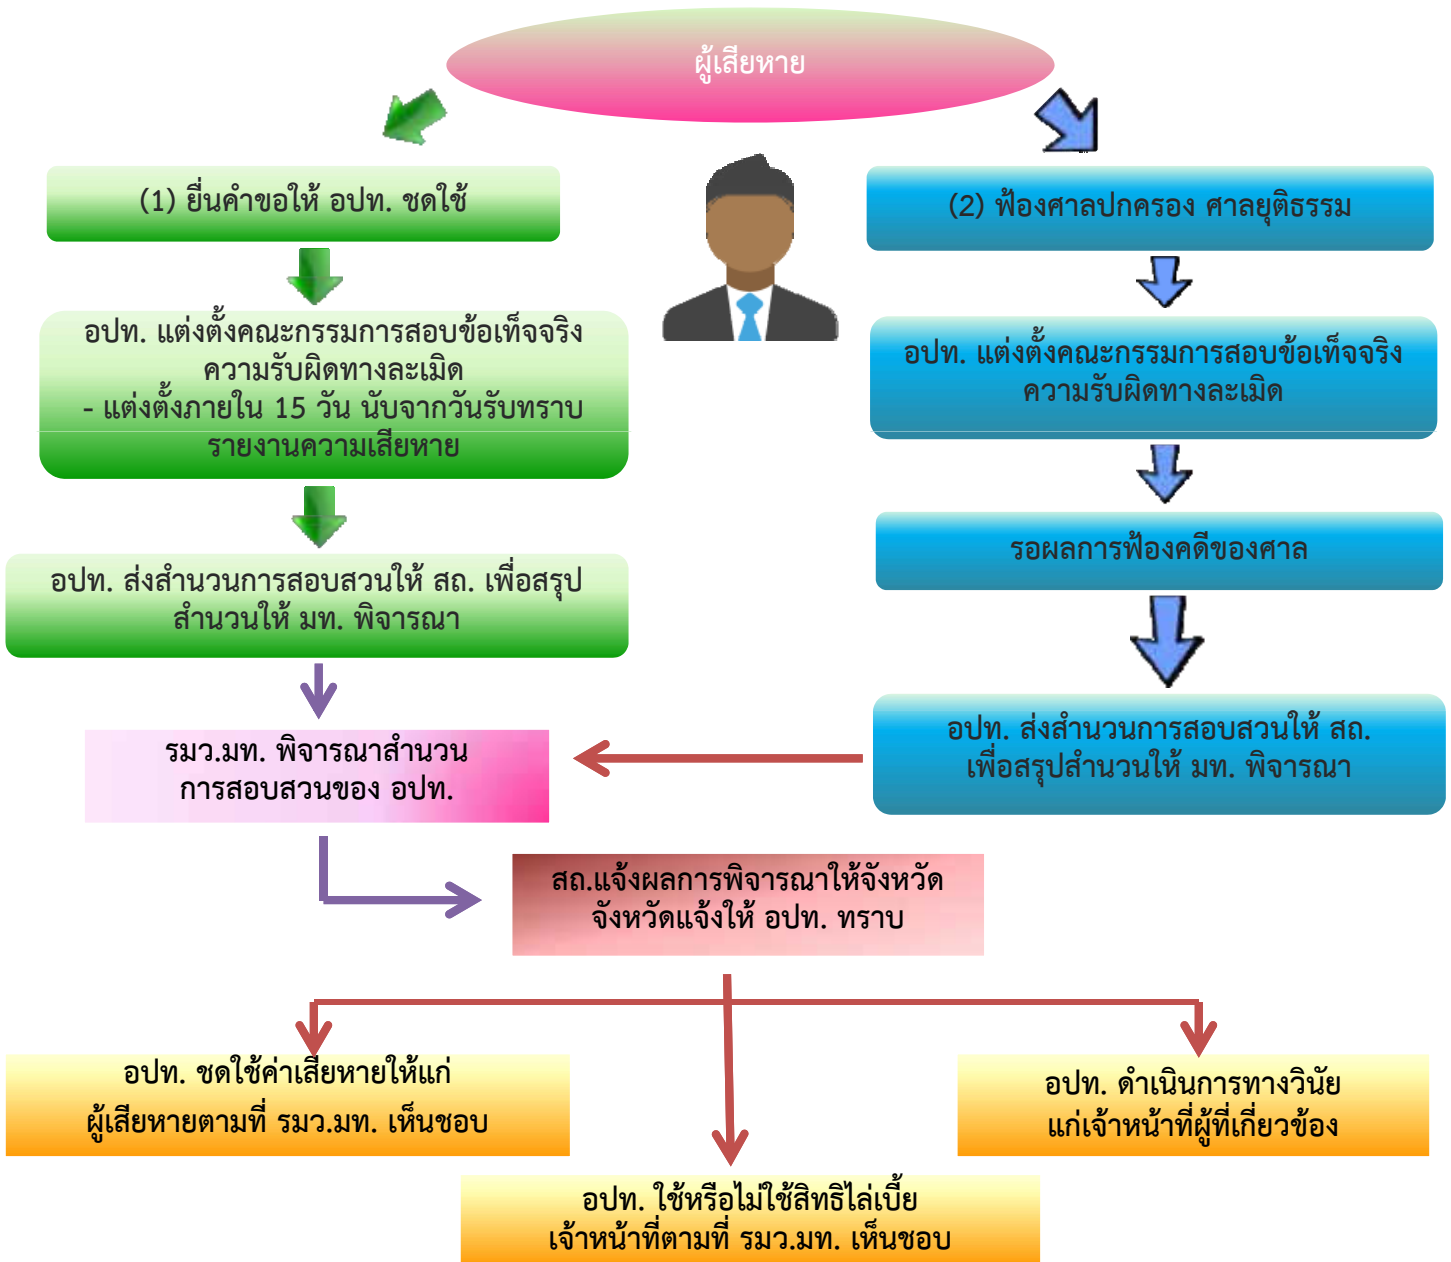 ผู้เสียหาย
(1) ยื่นคำขอให้ อปท. ชดใช้
อปท. แต่งตั้งคณะกรรมการสอบข้อเท็จจริง
ความรับผิดทางละเมิด
- แต่งตั้งภายใน 15 วัน นับจากวันรับทราบ
รายงานความเสียหาย
อปท. ส่งสำนวนการสอบสวนให้ สถ. เพื่อสรุป
สำนวนให้ มท. พิจารณา
(2) ฟ้องศาลปกครอง ศาลยุติธรรม
อปท. แต่งตั้งคณะกรรมการสอบข้อเท็จจริง
ความรับผิดทางละเมิด
รอผลการฟ้องคดีของศาล
อปท. ส่งสำนวนการสอบสวนให้ สถ.
เพื่อสรุปสำนวนให้ มท. พิจารณา
รมว.มท. พิจารณาสำนวน
การสอบสวนของ อปท.
สถ.แจ้งผลการพิจารณาให้จังหวัด
จังหวัดแจ้งให้ อปท. ทราบ
อปท. ชดใช้ค่าเสียหายให้แก่
ผู้เสียหายตามที่ รมว.มท. เห็นชอบ
อปท. ใช้หรือไม่ใช้สิทธิไล่เบี้ย
เจ้าหน้าที่ตามที่ รมว.มท. เห็นชอบ
อปท. ดำเนินการทางวินัย
แก่เจ้าหน้าที่ผู้ที่เกี่ยวข้อง